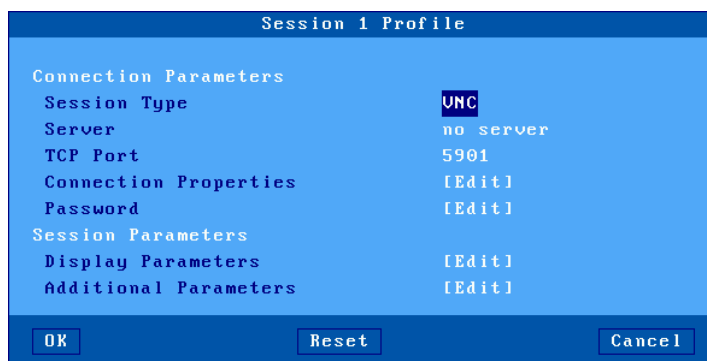 Session 1 Profile
Connection Parameters
Session Type VNC
Server no server
TCP Port 5901
Connection Properties [Edit]
Password [Edit]
Session Parameters
Display Parameters [Edit]
Additional Parameters [Edit]
OK Reset Cancel